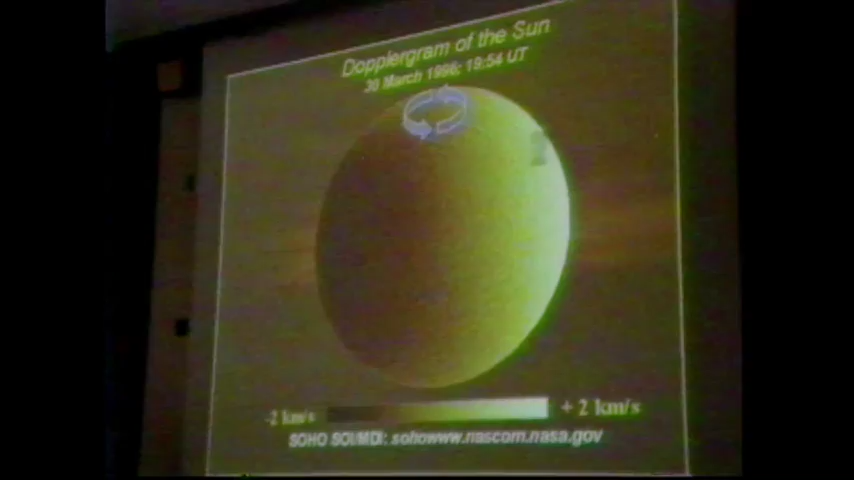 Dopplergram of the Sun
30 March 1996; 19:54 UT
-2 km/s + 2 km/s
SOHO SOI/MDI: sohowww.nascom.nasa.gov